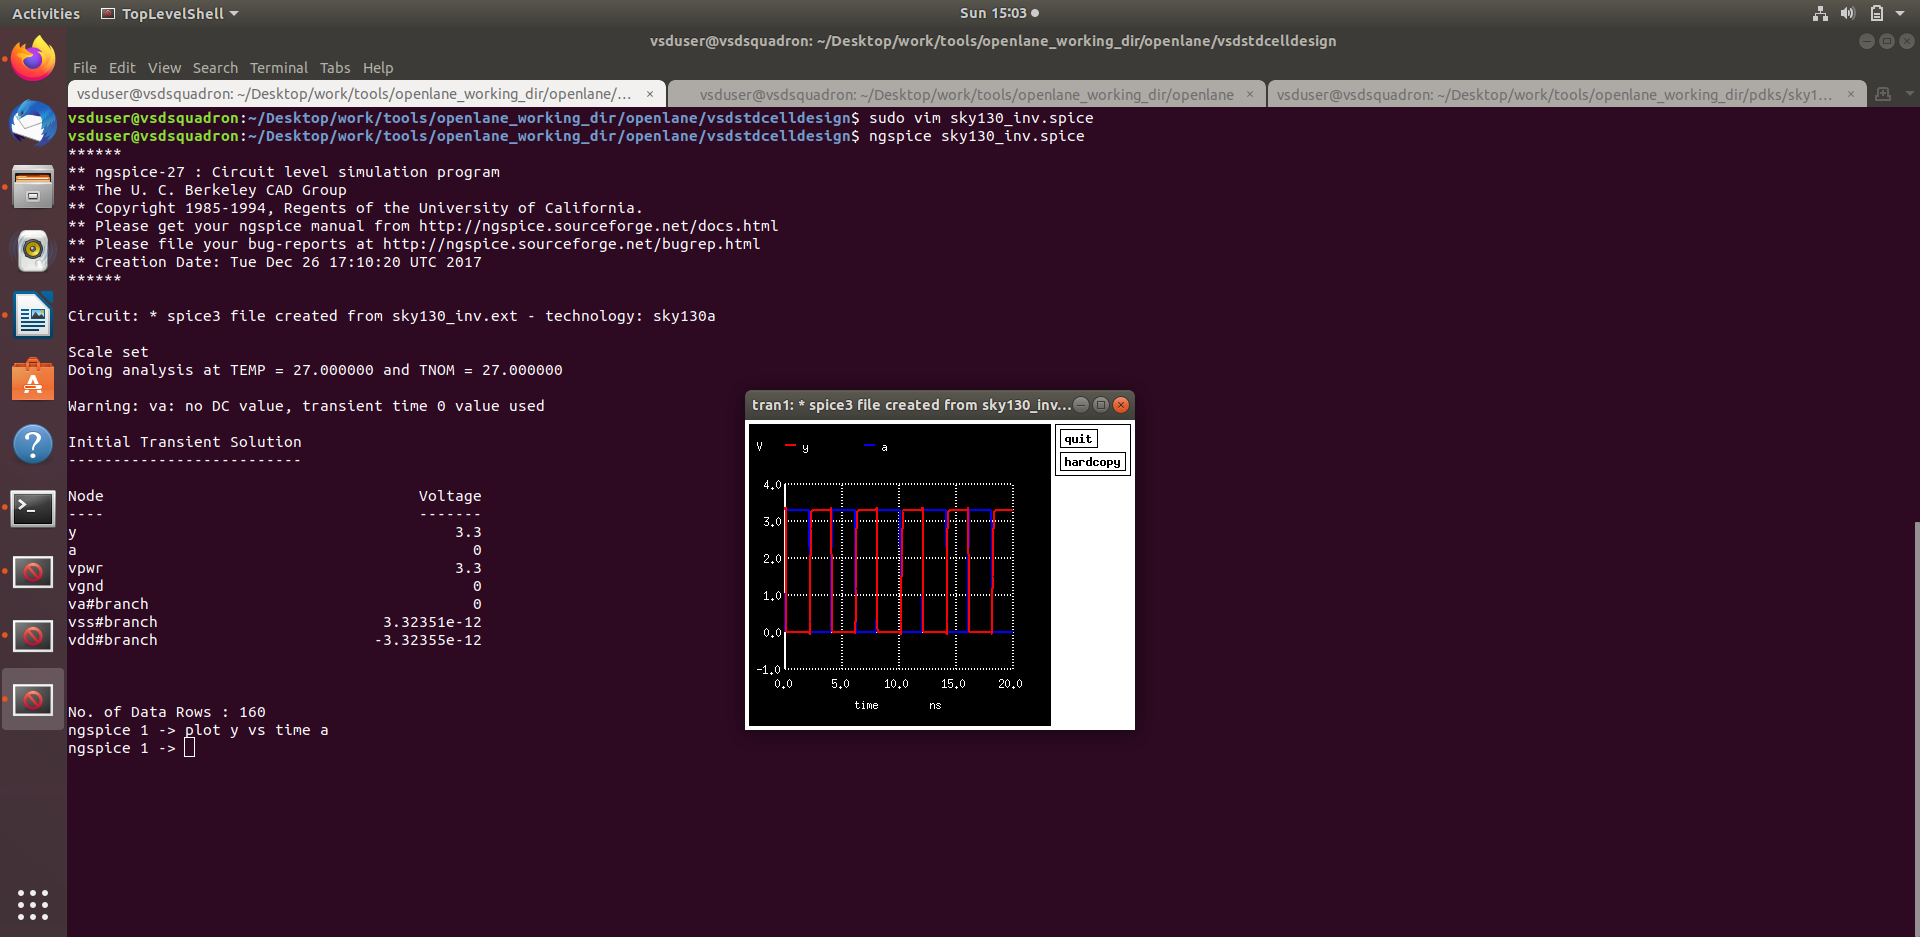 Activities
TopLevelShell
Sun 15:03
vsduser@vsdsquadron: ~/Desktop/work/tools/openlane_working_dir/openlane/vsdstdcelldesign
File Edit View Search Terminal Tabs Help
vsduser@vsdsquadron: ~/Desktop/work/tools/openlane_working_dir/openlane/... ×
vsduser@vsdsquadron: ~/Desktop/work/tools/openlane_working_dir/openlane ×
vsduser@vsdsquadron: ~/Desktop/work/tools/openlane_working_dir/pdks/sky1... ×
vsduser@vsdsquadron:~/Desktop/work/tools/openlane_working_dir/openlane/vsdstdcelldesign$ sudo vim sky130_inv.spice
vsduser@vsdsquadron:~/Desktop/work/tools/openlane_working_dir/openlane/vsdstdcelldesign$ ngspice sky130_inv.spice
******
** ngspice-27 : Circuit level simulation program
** The U. C. Berkeley CAD Group
** Copyright 1985-1994, Regents of the University of California.
** Please get your ngspice manual from http://ngspice.sourceforge.net/docs.html
** Please file your bug-reports at http://ngspice.sourceforge.net/bugrep.html
** Creation Date: Tue Dec 26 17:10:20 UTC 2017
******
Circuit: * spice3 file created from sky130_inv.ext - technology: sky130a
Scale set
Doing analysis at TEMP = 27.000000 and TNOM = 27.000000
Warning: va: no DC value, transient time 0 value used
Initial Transient Solution
--------------------------
Node Voltage
---- -------
y 3.3
a 0
vpwr 3.3
vgnd 0
va#branch 0
vss#branch 3.32351e-12
vdd#branch -3.32355e-12
No. of Data Rows : 160
ngspice 1 -> plot y vs time a
ngspice 1 ->
tran1: * spice3 file created from sky130_inv...
quit
hardcopy
V y a
4.0
3.0
2.0
1.0
0.0
-1.0
0.0 5.0 10.0 15.0 20.0
time ns